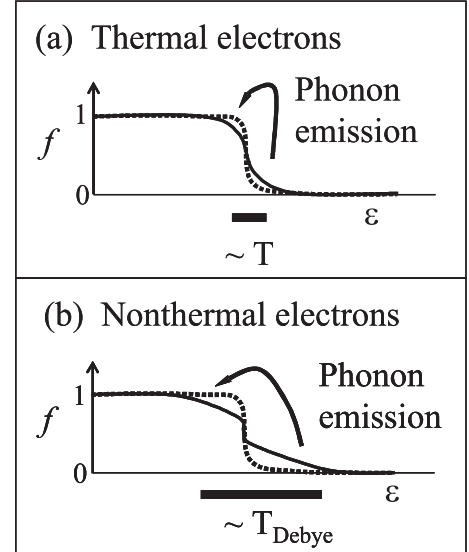 (a) Thermal electrons
Phonon
emission
1
f
0
ε
~ T
(b) Nonthermal electrons
Phonon
emission
1
f
0
ε
~ T_Debye